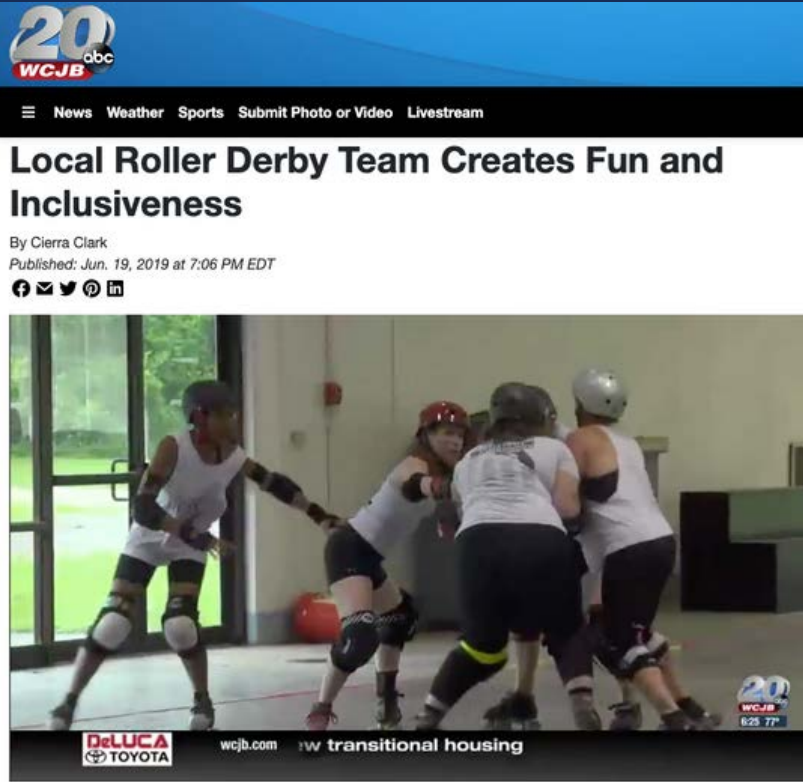 20
abc
WCJB
News Weather Sports Submit Photo or Video Livestream
Local Roller Derby Team Creates Fun and
Inclusiveness
By Cierra Clark
Published: Jun. 19, 2019 at 7:06 PM EDT
in
20
WCJB
6:25 77°
DeLUCA
TOYOTA
wcjb.com
w transitional housing